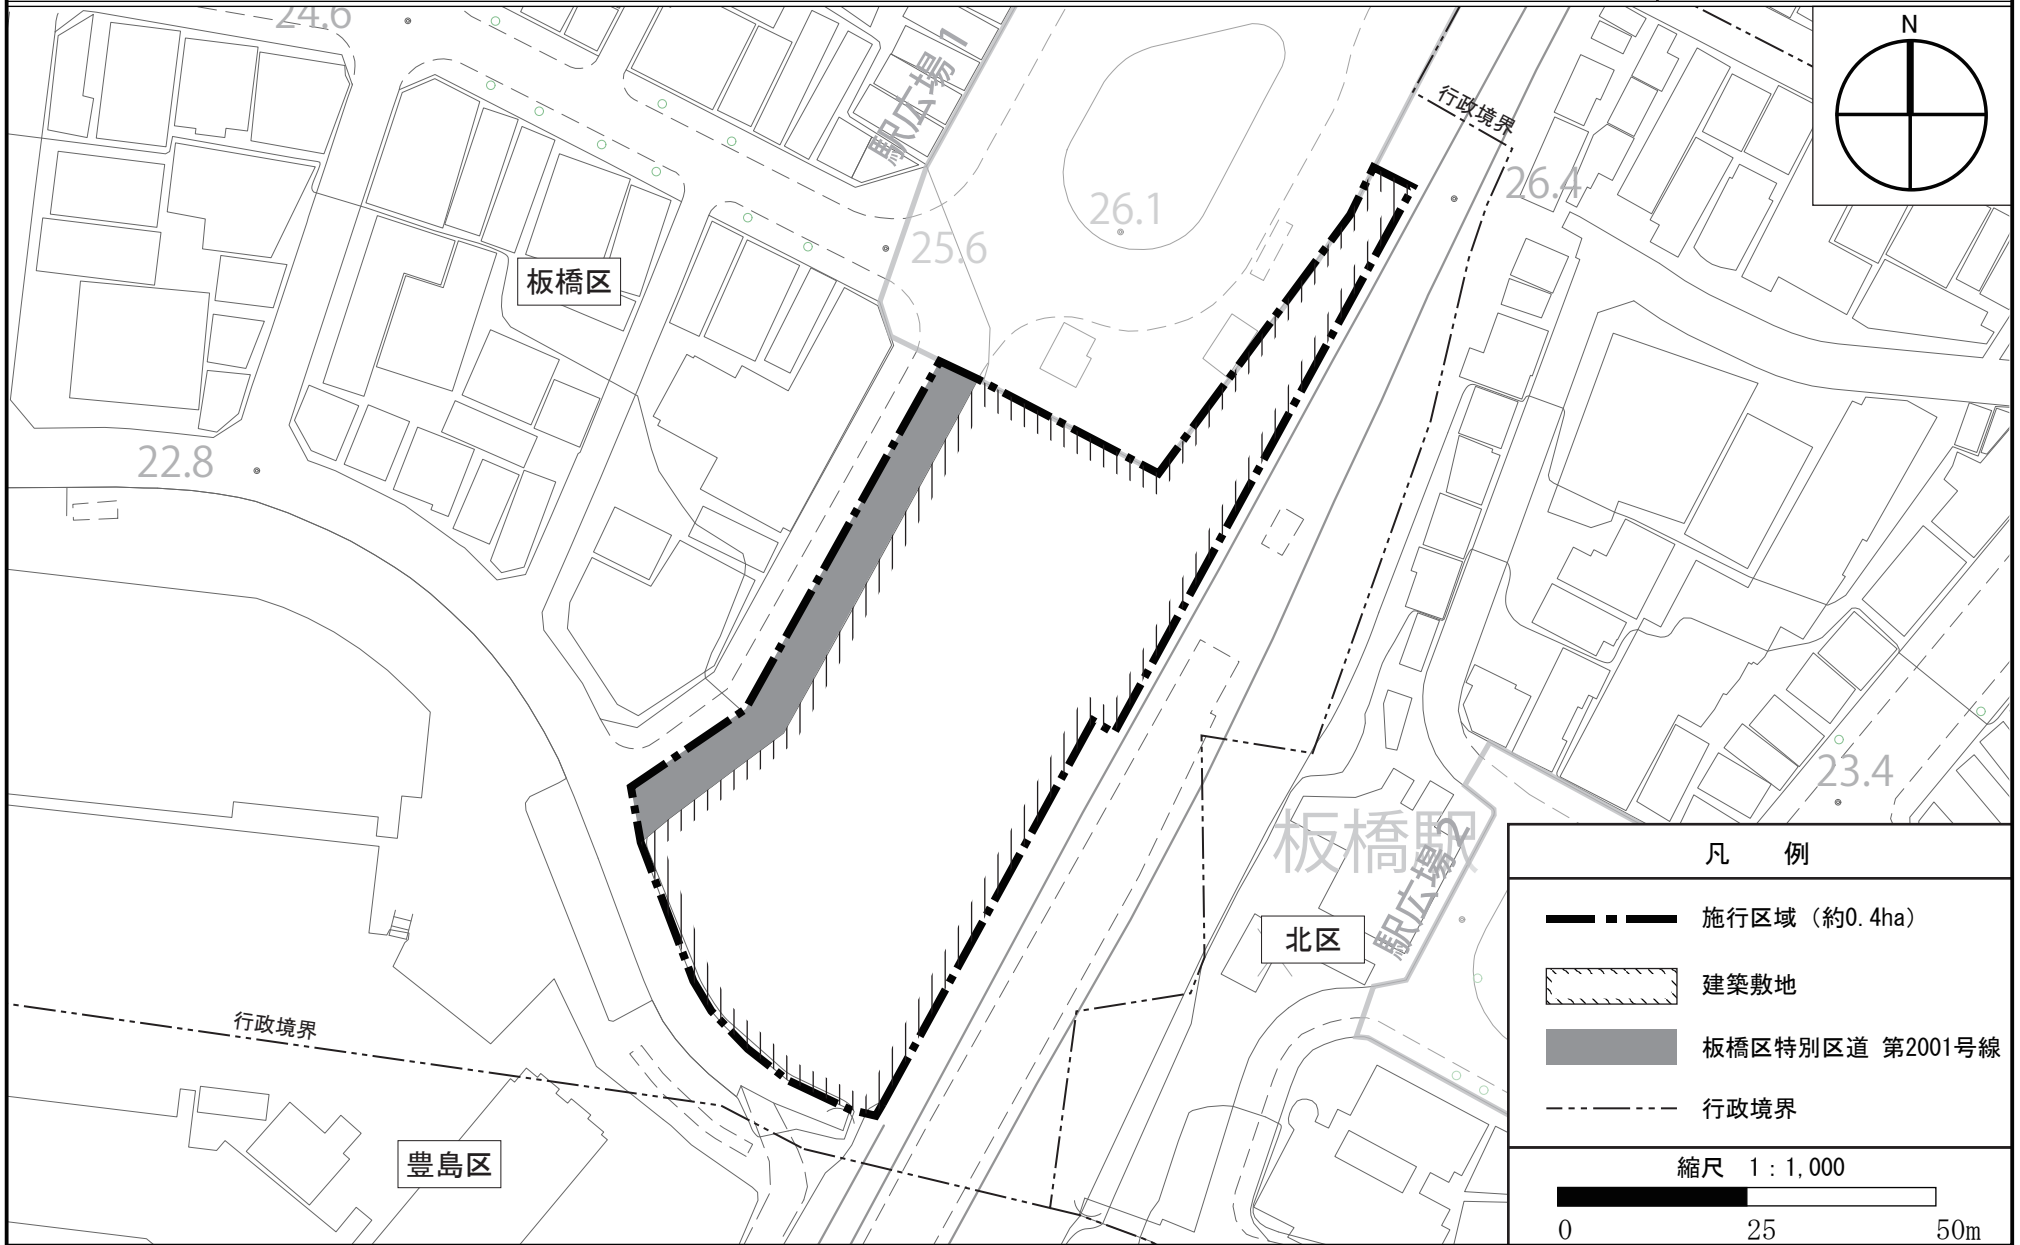 24.6
駅広場 1
N
行政境界
26.4
26.1
25.6
板橋区
22.8
23.4
板橋駅
駅広場 2
北区
行政境界
豊島区
凡 例
施行区域（約0.4ha）
建築敷地
板橋区特別区道 第2001号線
行政境界
縮尺 1：1,000
0 25 50m